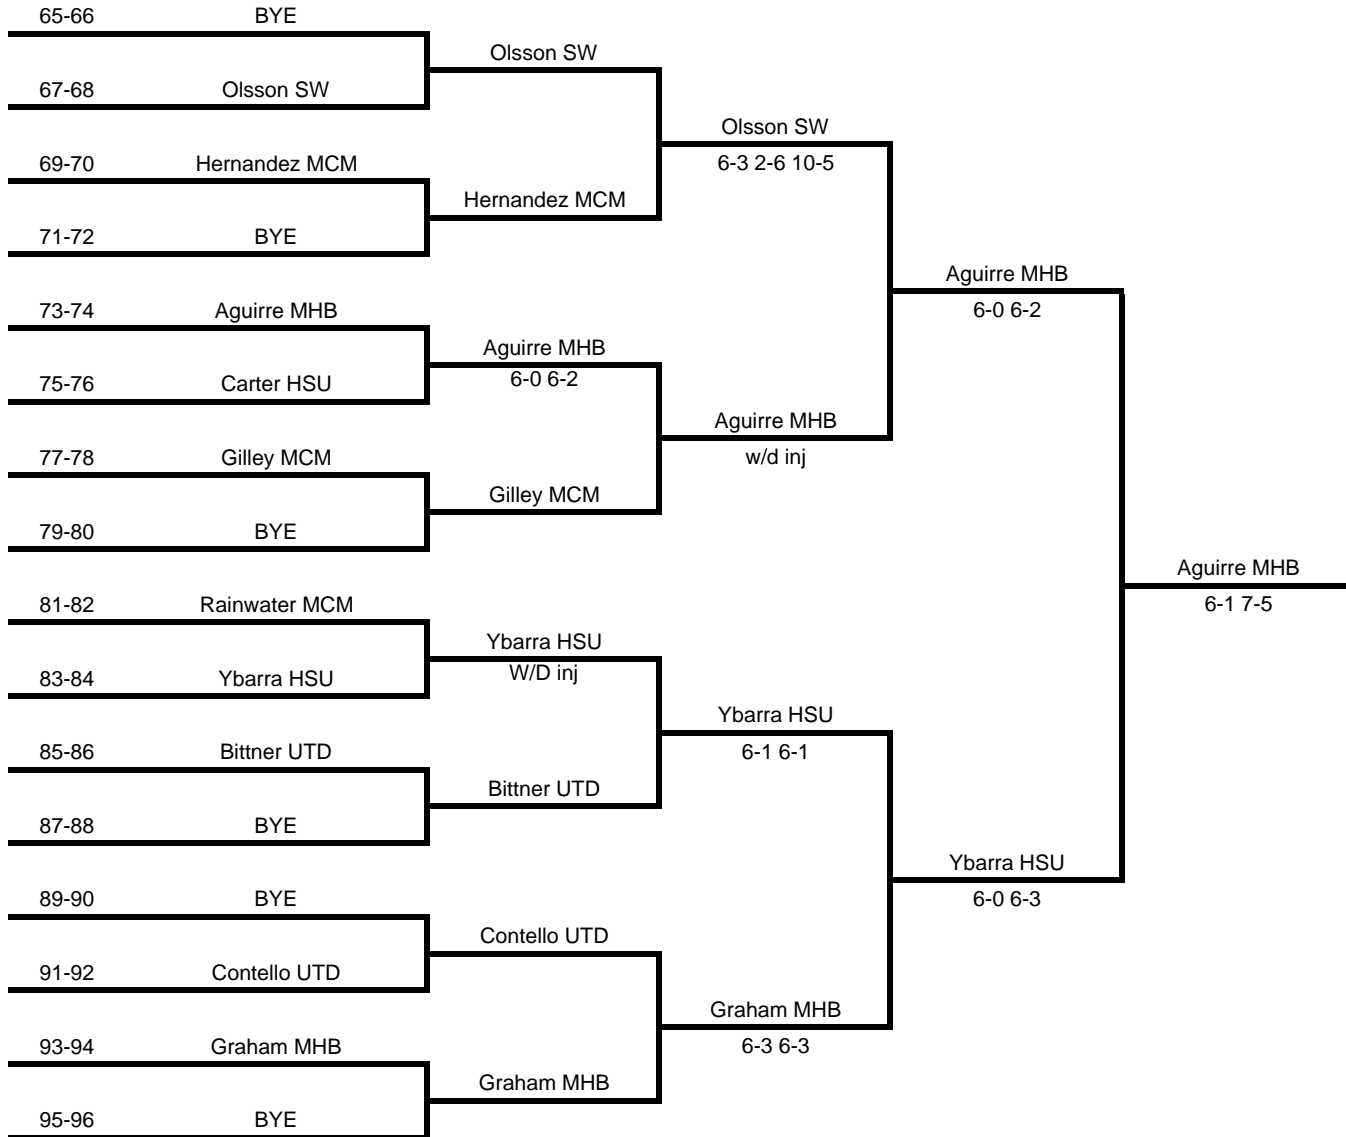 65-66 BYE
Olsson SW
67-68 Olsson SW
Olsson SW
69-70 Hernandez MCM
6-3 2-6 10-5
Hernandez MCM
71-72 BYE
Aguirre MHB
73-74 Aguirre MHB
6-0 6-2
Aguirre MHB
75-76 Carter HSU
6-0 6-2
Aguirre MHB
77-78 Gilley MCM
w/d inj
Gilley MCM
79-80 BYE
Aguirre MHB
81-82 Rainwater MCM
6-1 7-5
Ybarra HSU
83-84 Ybarra HSU
W/D inj
Ybarra HSU
85-86 Bittner UTD
6-1 6-1
Bittner UTD
87-88 BYE
Ybarra HSU
89-90 BYE
6-0 6-3
Contello UTD
91-92 Contello UTD
Graham MHB
93-94 Graham MHB
6-3 6-3
Graham MHB
95-96 BYE